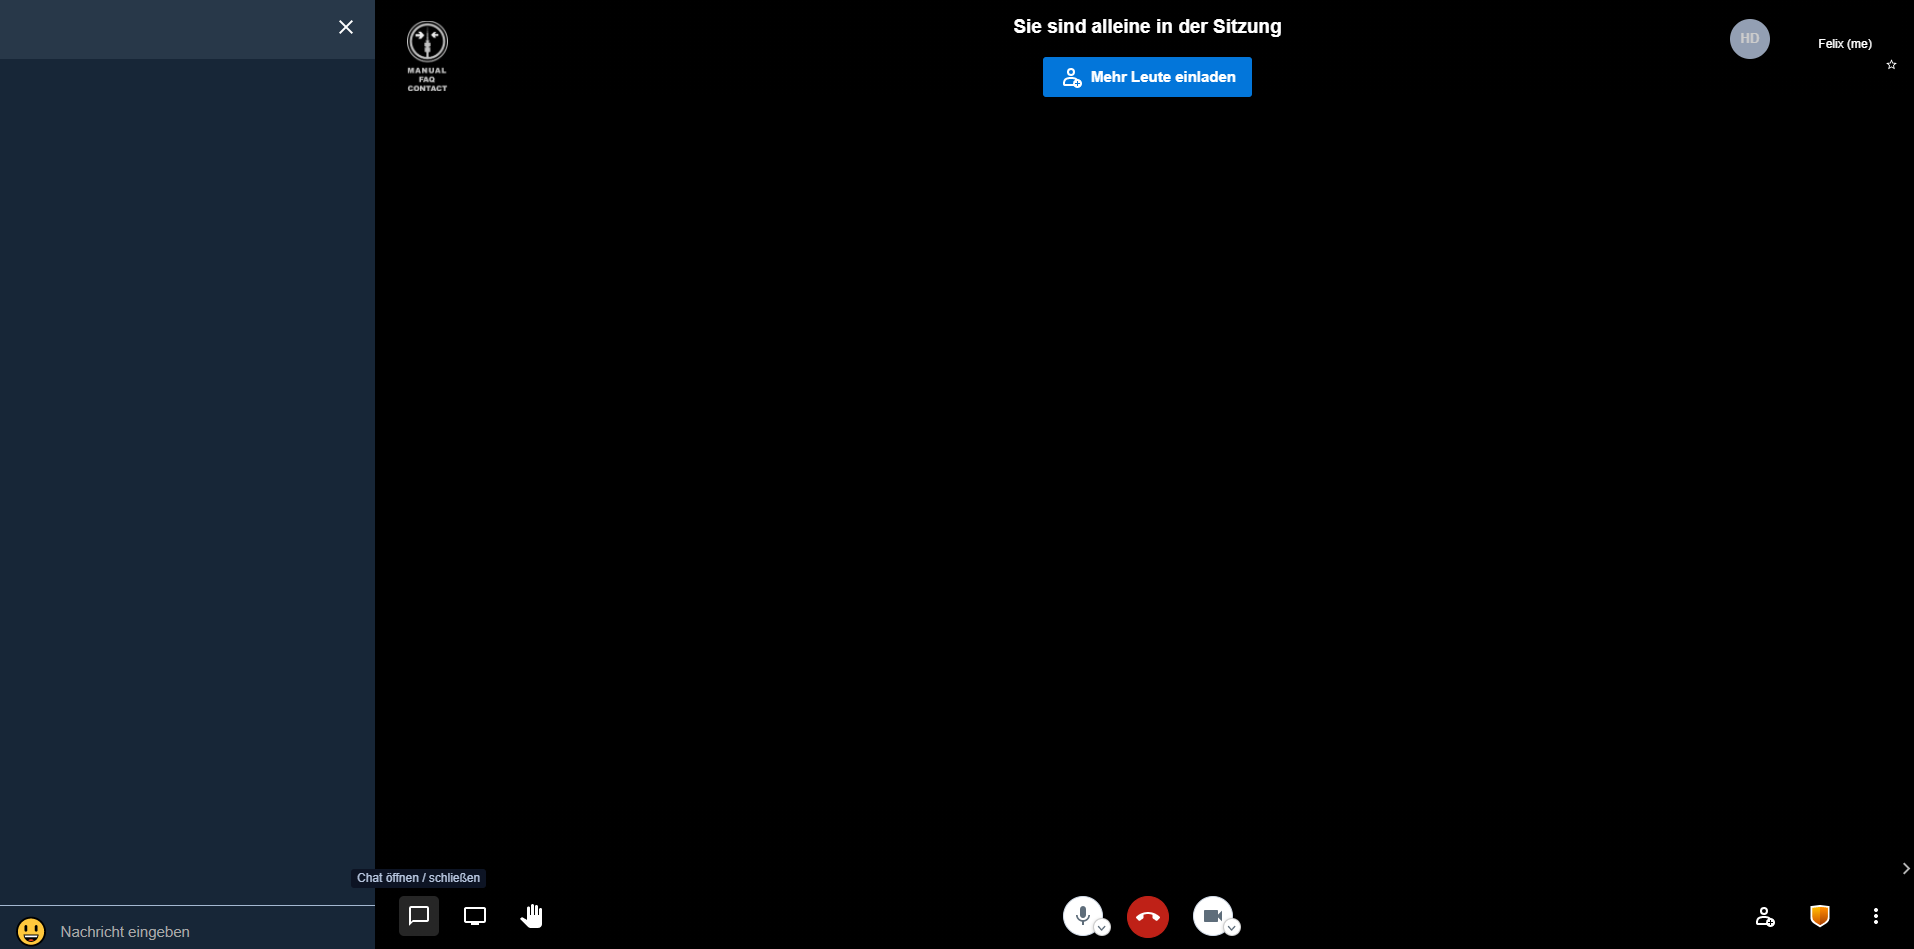 Sie sind alleine in der Sitzung
Mehr Leute einladen
HD
Felix (me)
MANUAL
FAQ
CONTACT
Chat öffnen / schließen
Nachricht eingeben